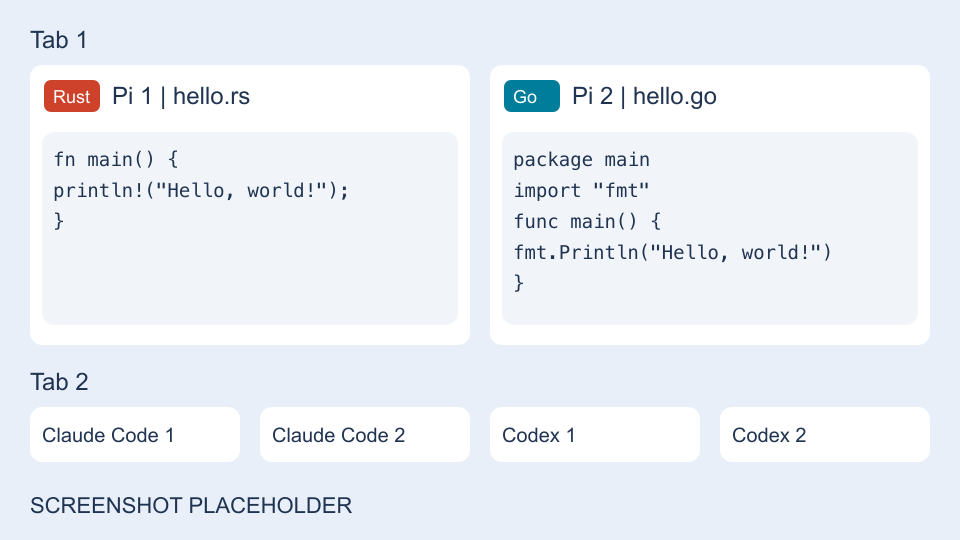 Tab 1
Rust Pi 1 | hello.rs
fn main() {
println!("Hello, world!");
}
Go Pi 2 | hello.go
package main
import "fmt"
func main() {
fmt.Println("Hello, world!")
}
Tab 2
Claude Code 1
Claude Code 2
Codex 1
Codex 2
SCREENSHOT PLACEHOLDER